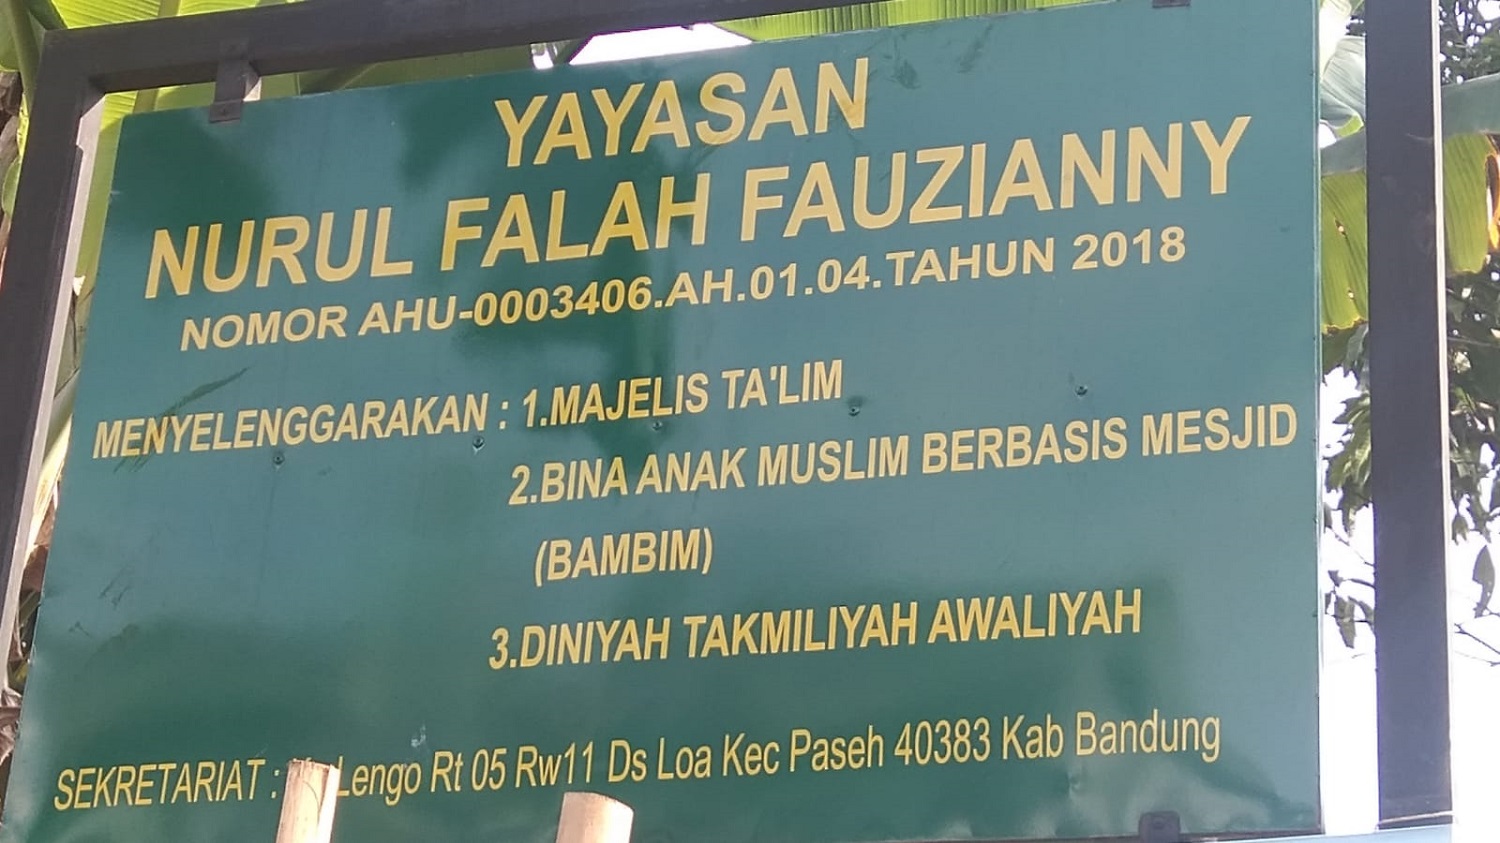 YAYASAN
NURUL FALAH FAUZIANNY
NOMOR AHU-0003406.AH.01.04.TAHUN 2018
MENYELENGGARAKAN : 1.MAJELIS TA'LIM
2.BINA ANAK MUSLIM BERBASIS MESJID
(BAMBIM)
3.DINIYAH TAKMILIYAH AWALIYAH
SEKRETARIAT : Lengo Rt 05 Rw11 Ds Loa Kec Paseh 40383 Kab Bandung